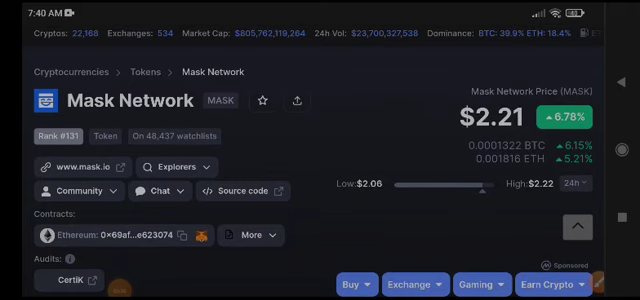 7:40 AM
Cryptos: 22,168 Exchanges: 534 Market Cap: $805,762,119,264 24h Vol: $23,700,327,538 Dominance: BTC: 39.9% ETH: 18.4%
Cryptocurrencies > Tokens > Mask Network
Mask Network MASK
Rank #131 Token On 48,437 watchlists
www.mask.io Explorers
Community Chat Source code
Contracts:
Ethereum: 0x69af...e623074 More
Audits:
CertiK
Mask Network Price (MASK)
$2.21 6.78%
0.0001322 BTC 6.15%
0.001816 ETH 5.21%
Low: $2.06 High: $2.22 24h
Sponsored
Buy Exchange Gaming Earn Crypto